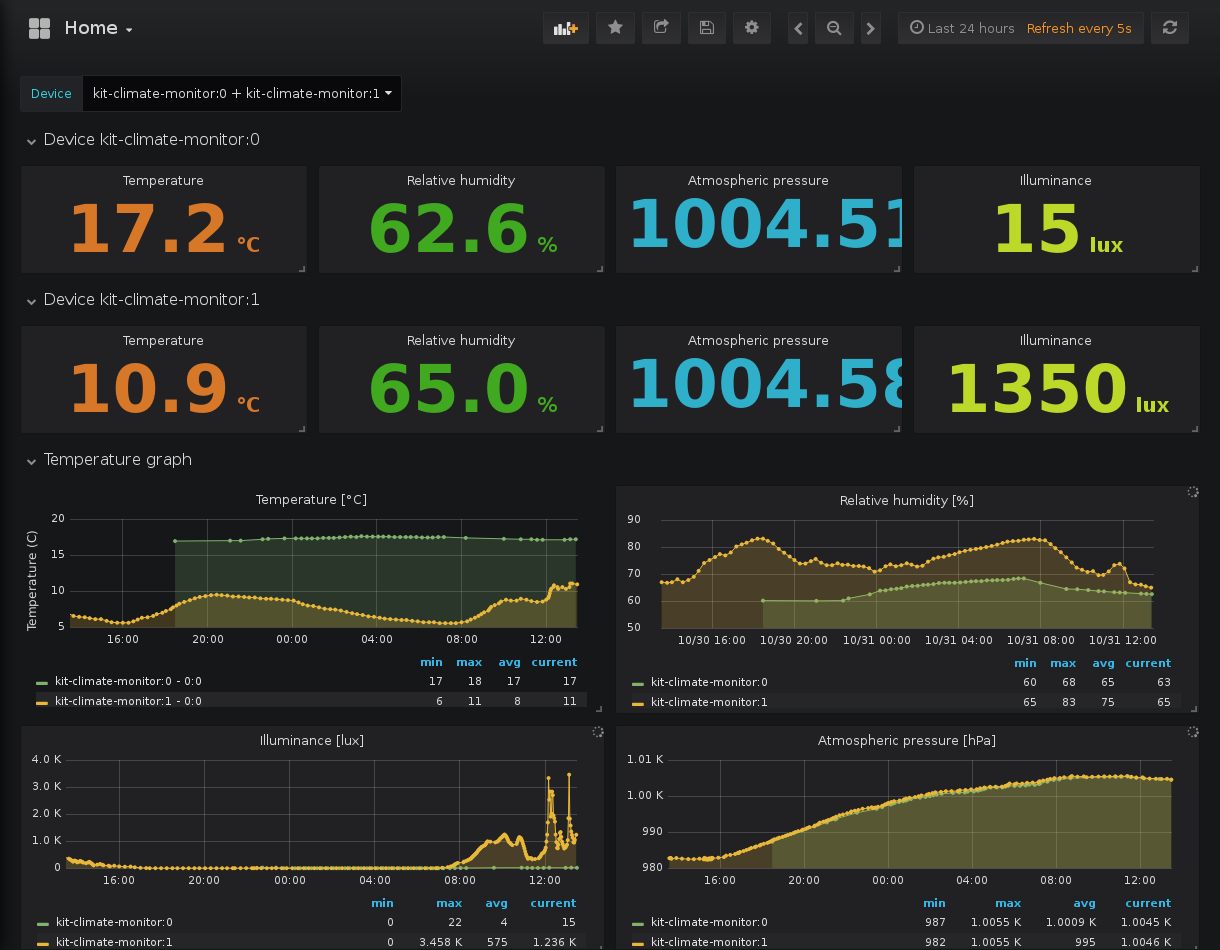 Home
Last 24 hours Refresh every 5s
Device kit-climate-monitor:0 + kit-climate-monitor:1
Device kit-climate-monitor:0
Temperature Relative humidity Atmospheric pressure Illuminance
17.2 °C 62.6 % 1004.51 15 lux
Device kit-climate-monitor:1
Temperature Relative humidity Atmospheric pressure Illuminance
10.9 °C 65.0 % 1004.58 1350 lux
Temperature graph
Temperature [°C]
Temperature (C)
20
15
10
5
16:00 20:00 00:00 04:00 08:00 12:00
min max avg current
kit-climate-monitor:0 - 0:0 17 18 17 17
kit-climate-monitor:1 - 0:0 6 11 8 11
Relative humidity [%]
90
80
70
60
50
10/30 16:00 10/30 20:00 10/31 00:00 10/31 04:00 10/31 08:00 10/31 12:00
min max avg current
kit-climate-monitor:0 60 68 65 63
kit-climate-monitor:1 65 83 75 65
Illuminance [lux]
4.0 K
3.0 K
2.0 K
1.0 K
0
16:00 20:00 00:00 04:00 08:00 12:00
min max avg current
kit-climate-monitor:0 0 22 4 15
kit-climate-monitor:1 0 3.458 K 575 1.236 K
Atmospheric pressure [hPa]
1.01 K
1.00 K
990
980
16:00 20:00 00:00 04:00 08:00 12:00
min max avg current
kit-climate-monitor:0 987 1.0055 K 1.0009 K 1.0045 K
kit-climate-monitor:1 982 1.0055 K 995 1.0046 K